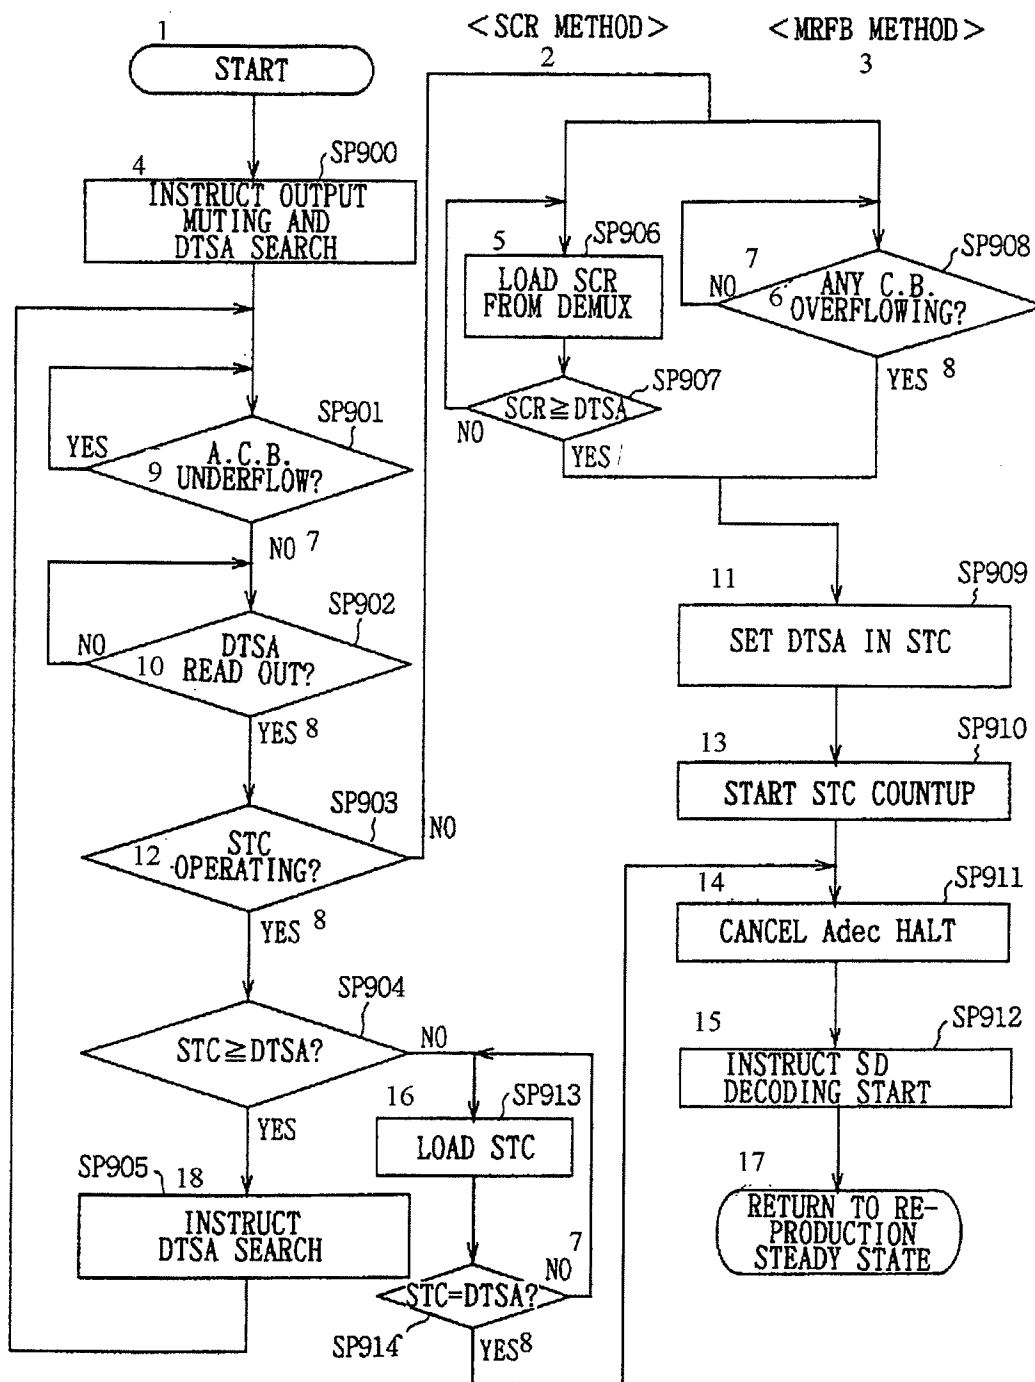 1
START
<SCR METHOD>
2
<MRFB METHOD>
3
4
SP900
INSTRUCT OUTPUT
MUTING AND
DTSA SEARCH
SP901
YES
9
A.C.B.
UNDERFLOW?
NO 7
SP902
NO
10
DTSA
READ OUT?
YES 8
SP903
12
STC
OPERATING?
NO
YES 8
SP904
STC≧DTSA?
NO
YES
SP905
18
INSTRUCT
DTSA SEARCH
16
SP913
LOAD STC
7
NO
STC=DTSA?
SP914
YES 8
5
SP906
LOAD SCR
FROM DEMUX
SP907
SCR≧DTSA
NO
YES
7
SP908
NO
6
ANY C.B.
OVERFLOWING?
YES 8
11
SP909
SET DTSA IN STC
13
SP910
START STC COUNTUP
14
SP911
CANCEL Adec HALT
15
SP912
INSTRUCT SD
DECODING START
17
RETURN TO RE-
PRODUCTION
STEADY STATE